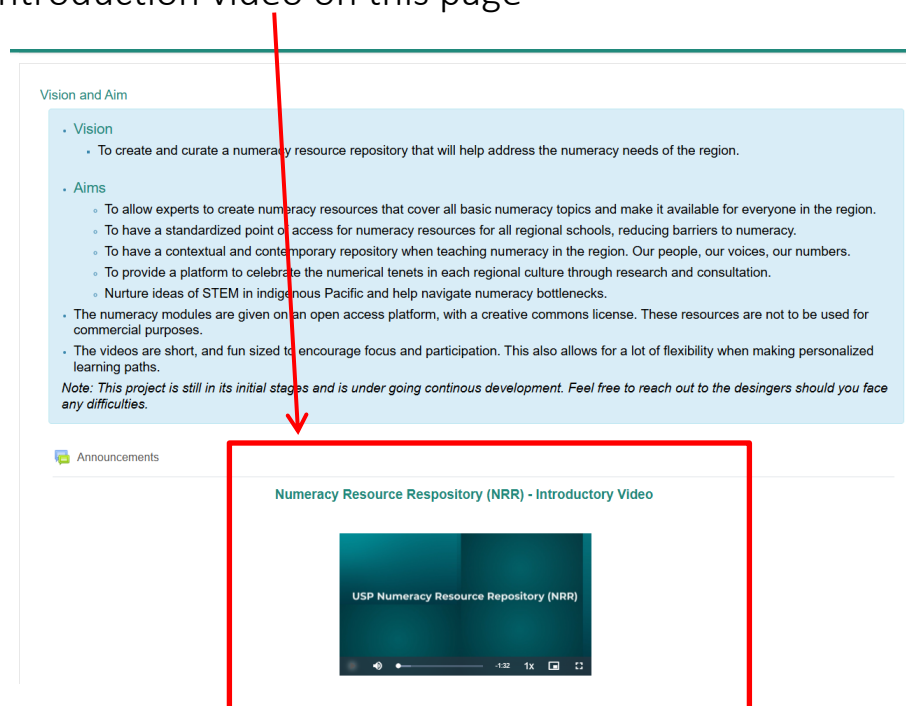 ntroduction video on this page
Vision and Aim
Vision
To create and curate a numeracy resource repository that will help address the numeracy needs of the region.
Aims
To allow experts to create numeracy resources that cover all basic numeracy topics and make it available for everyone in the region.
To have a standardized point of access for numeracy resources for all regional schools, reducing barriers to numeracy.
To have a contextual and contemporary repository when teaching numeracy in the region. Our people, our voices, our numbers.
To provide a platform to celebrate the numerical tenets in each regional culture through research and consultation.
Nurture ideas of STEM in indigenous Pacific and help navigate numeracy bottlenecks.
The numeracy modules are given on an open access platform, with a creative commons license. These resources are not to be used for
commercial purposes.
The videos are short, and fun sized to encourage focus and participation. This also allows for a lot of flexibility when making personalized
learning paths.
Note: This project is still in its initial stages and is under going continous development. Feel free to reach out to the desingers should you face
any difficulties.
Announcements
Numeracy Resource Respository (NRR) - Introductory Video
USP Numeracy Resource Repository (NRR)
-1:32 1x